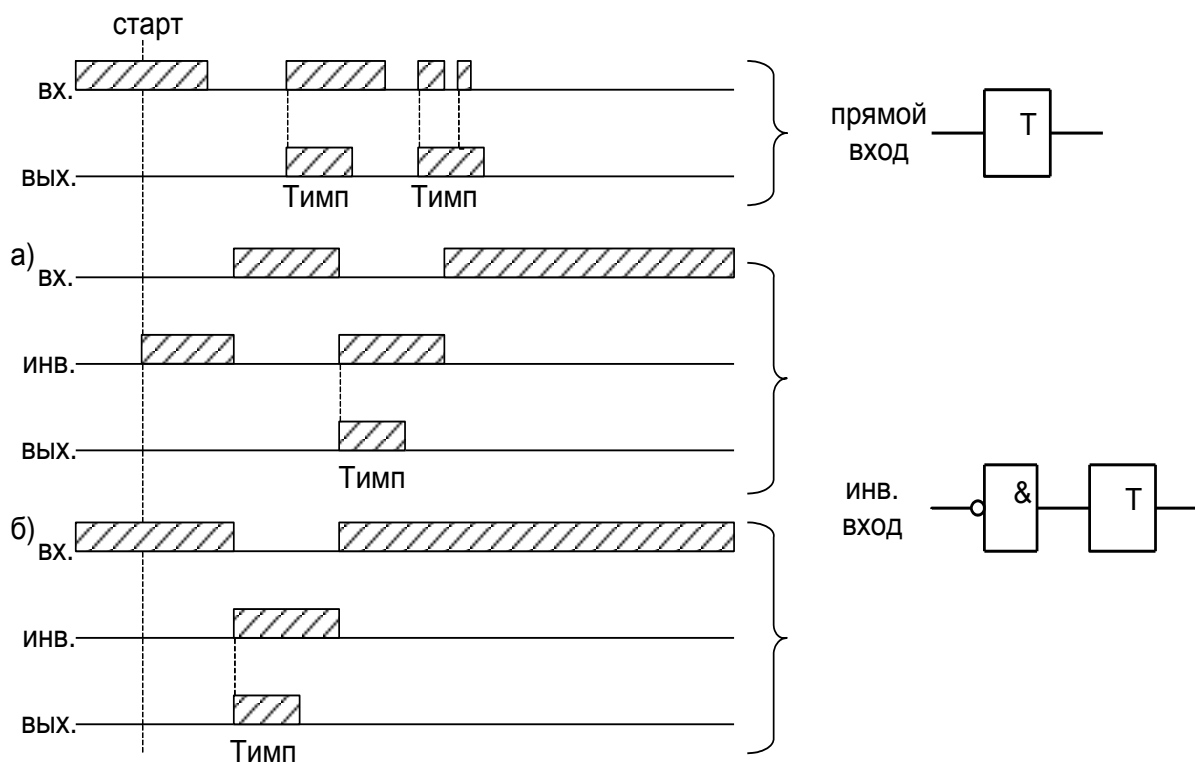 старт
вх.
вых.
Тимп Тимп
прямой
вход
Т
а)
вх.
инв.
вых.
Тимп
инв.
вход
&
Т
б)
вх.
инв.
вых.
Тимп